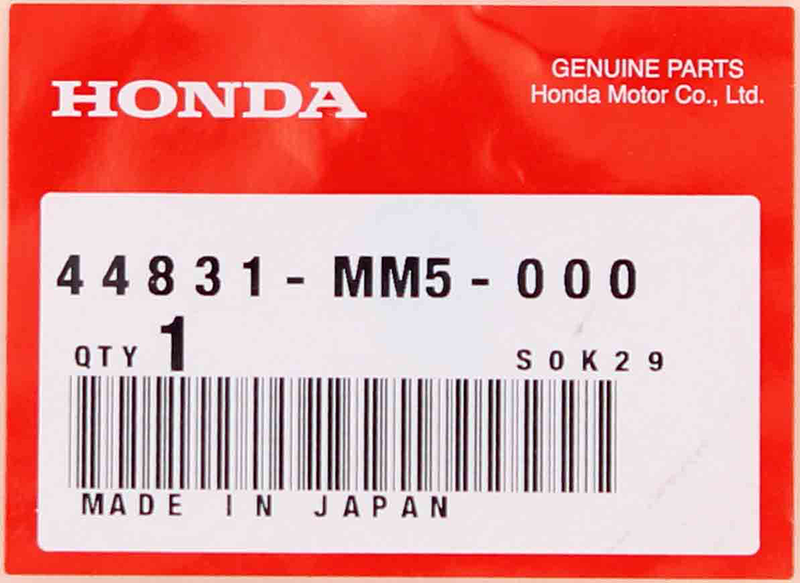 HONDA
GENUINE PARTS
Honda Motor Co., Ltd.
44831-MM5-000
QTY 1 S0K29
MADE IN JAPAN